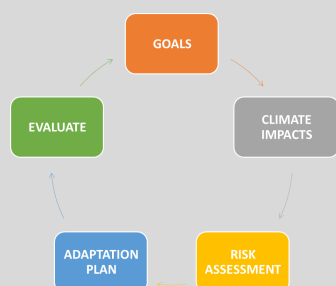 GOALS
CLIMATE
IMPACTS
RISK
ASSESSMENT
ADAPTATION
PLAN
EVALUATE